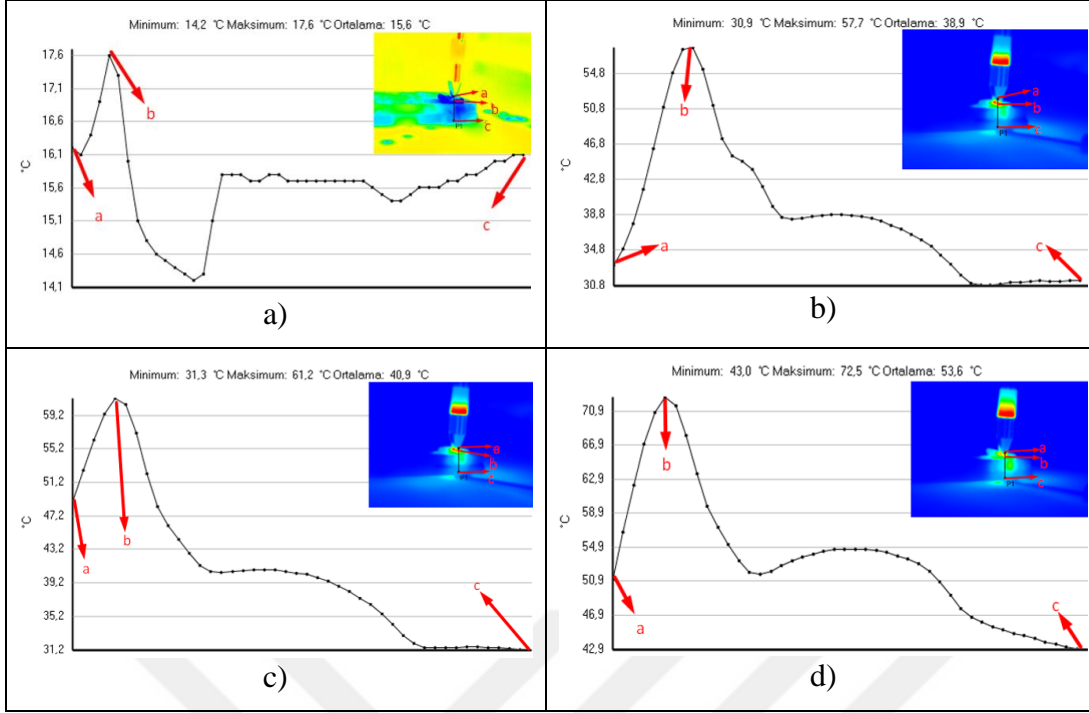 Minimum: 14,2 °C Maksimum: 17,6 °C Ortalama: 15,6 °C
17,6
17,1
16,6
16,1
15,6
15,1
14,6
14,1
°C
a
b
c
a
b
c
P1
a)
Minimum: 30,9 °C Maksimum: 57,7 °C Ortalama: 38,9 °C
54,8
50,8
46,8
42,8
38,8
34,8
30,8
°C
a
b
c
a
b
P1
b)
Minimum: 31,3 °C Maksimum: 61,2 °C Ortalama: 40,9 °C
59,2
55,2
51,2
47,2
43,2
39,2
35,2
31,2
°C
a
b
c
a
b
c
P1
c)
Minimum: 43,0 °C Maksimum: 72,5 °C Ortalama: 53,6 °C
70,9
66,9
62,9
58,9
54,9
50,9
46,9
42,9
°C
a
b
c
a
b
c
P1
d)